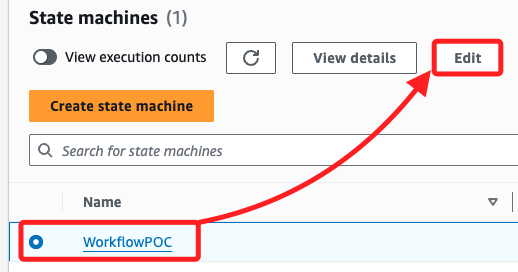 State machines (1)
View execution counts
View details
Edit
Create state machine
Search for state machines
Name
WorkflowPOC